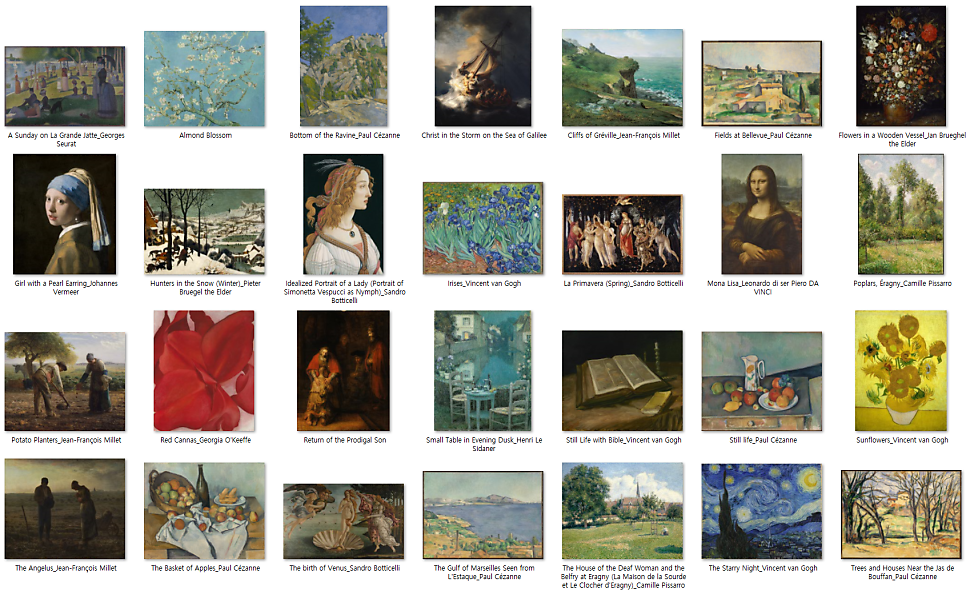 A Sunday on La Grande Jatte_Georges
Seurat
Almond Blossom
Bottom of the Ravine_Paul Cézanne
Christ in the Storm on the Sea of Galilee
Cliffs of Gréville_Jean-François Millet
Fields at Bellevue_Paul Cézanne
Flowers in a Wooden Vessel_Jan Brueghel
the Elder
Girl with a Pearl Earring_Johannes
Vermeer
Hunters in the Snow (Winter)_Pieter
Bruegel the Elder
Idealized Portrait of a Lady (Portrait of
Simonetta Vespucci as Nymph)_Sandro
Botticelli
Irises_Vincent van Gogh
La Primavera (Spring)_Sandro Botticelli
Mona Lisa_Leonardo di ser Piero DA
VINCI
Poplars, Éragny_Camille Pissarro
Potato Planters_Jean-François Millet
Red Cannas_Georgia O'Keeffe
Return of the Prodigal Son
Small Table in Evening Dusk_Henri Le
Sidaner
Still Life with Bible_Vincent van Gogh
Still life_Paul Cézanne
Sunflowers_Vincent van Gogh
The Angelus_Jean-François Millet
The Basket of Apples_Paul Cézanne
The birth of Venus_Sandro Botticelli
The Gulf of Marseilles Seen from
L'Estaque_Paul Cézanne
The House of the Deaf Woman and the
Belfry at Eragny (La Maison de la Sourde
et Le Clocher d'Eragny)_Camille Pissarro
The Starry Night_Vincent van Gogh
Trees and Houses Near the Jas de
Bouffan_Paul Cézanne